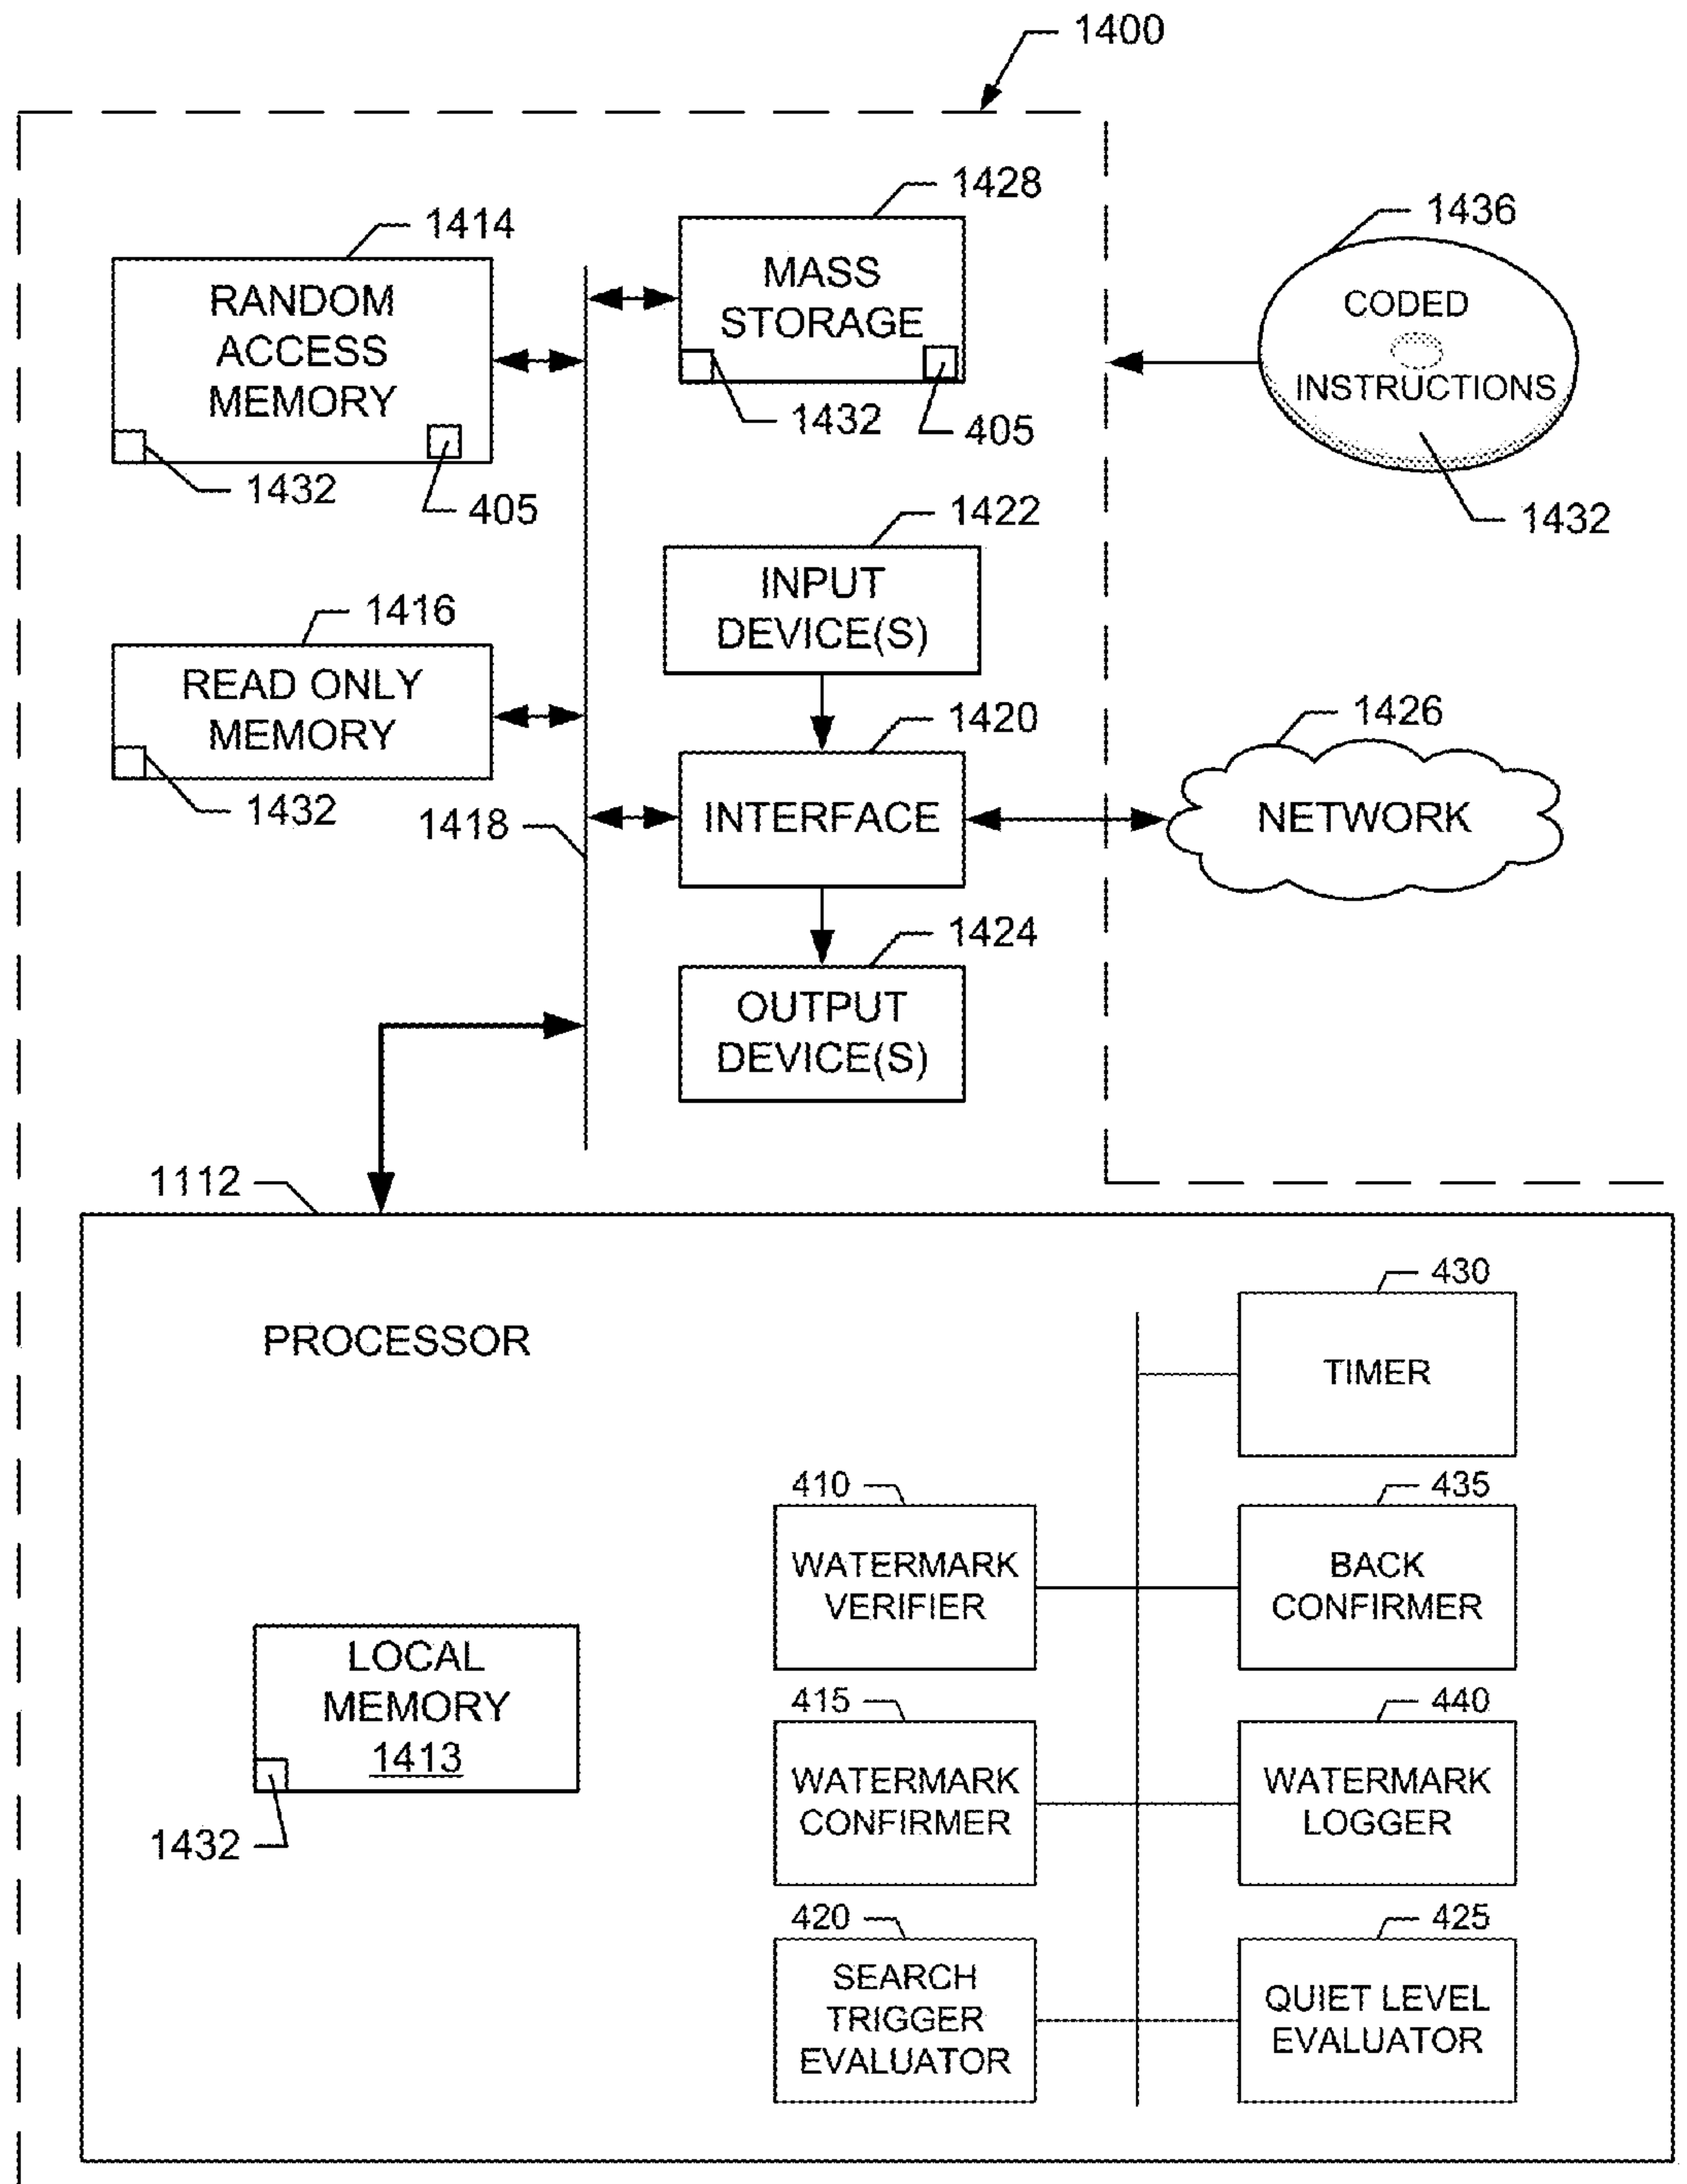 1400
1428
1414
1436
MASS
STORAGE
RANDOM
ACCESS
MEMORY
CODED
INSTRUCTIONS
1432
405
1432
405
1432
1422
INPUT
DEVICE(S)
1416
READ ONLY
MEMORY
1432
1418
1420
INTERFACE
1426
NETWORK
1424
OUTPUT
DEVICE(S)
1112
PROCESSOR
430
TIMER
410
WATERMARK
VERIFIER
435
BACK
CONFIRMER
LOCAL
MEMORY
1413
1432
415
WATERMARK
CONFIRMER
440
WATERMARK
LOGGER
420
SEARCH
TRIGGER
EVALUATOR
425
QUIET LEVEL
EVALUATOR